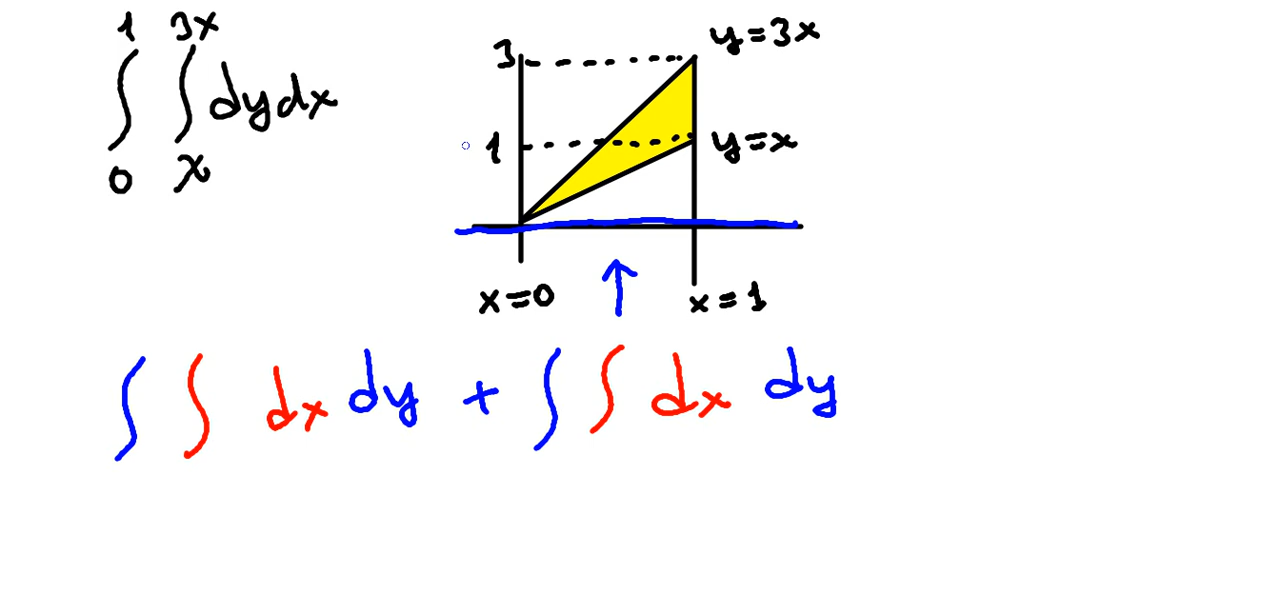 1 3x
∫ ∫ dy dx
0 x
3 y=3x
1 y=x
x=0 x=1
∫ ∫ dx dy + ∫ ∫ dx dy